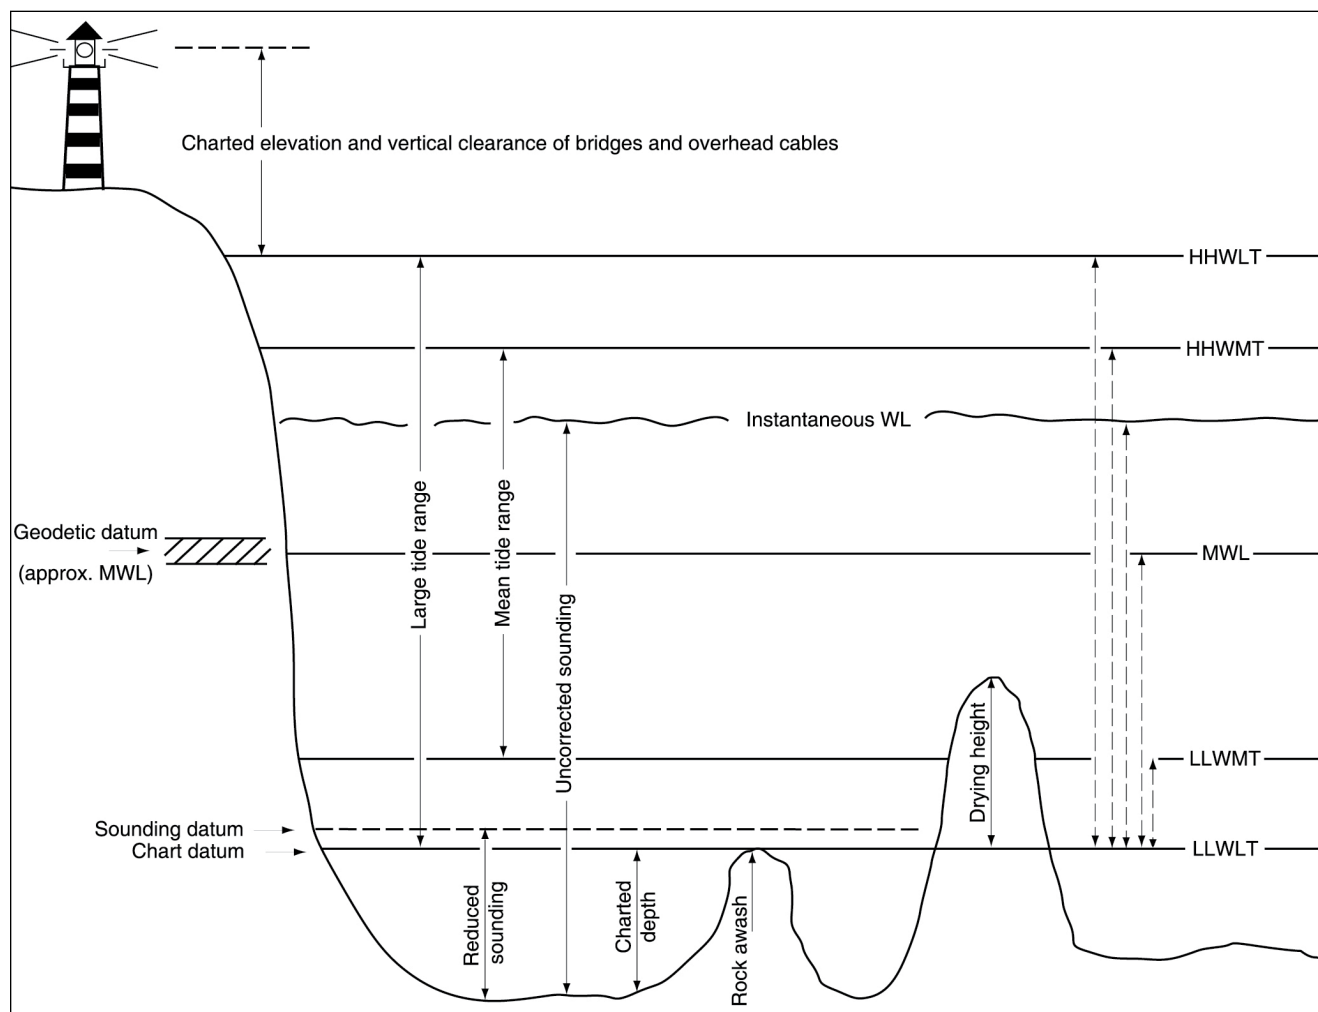 Charted elevation and vertical clearance of bridges and overhead cables
HHWLT
HHWMT
Instantaneous WL
Geodetic datum
(approx. MWL)
Large tide range
Mean tide range
Uncorrected sounding
MWL
Drying height
LLWMT
Sounding datum
Chart datum
LLWLT
Reduced
sounding
Charted
depth
Rock awash